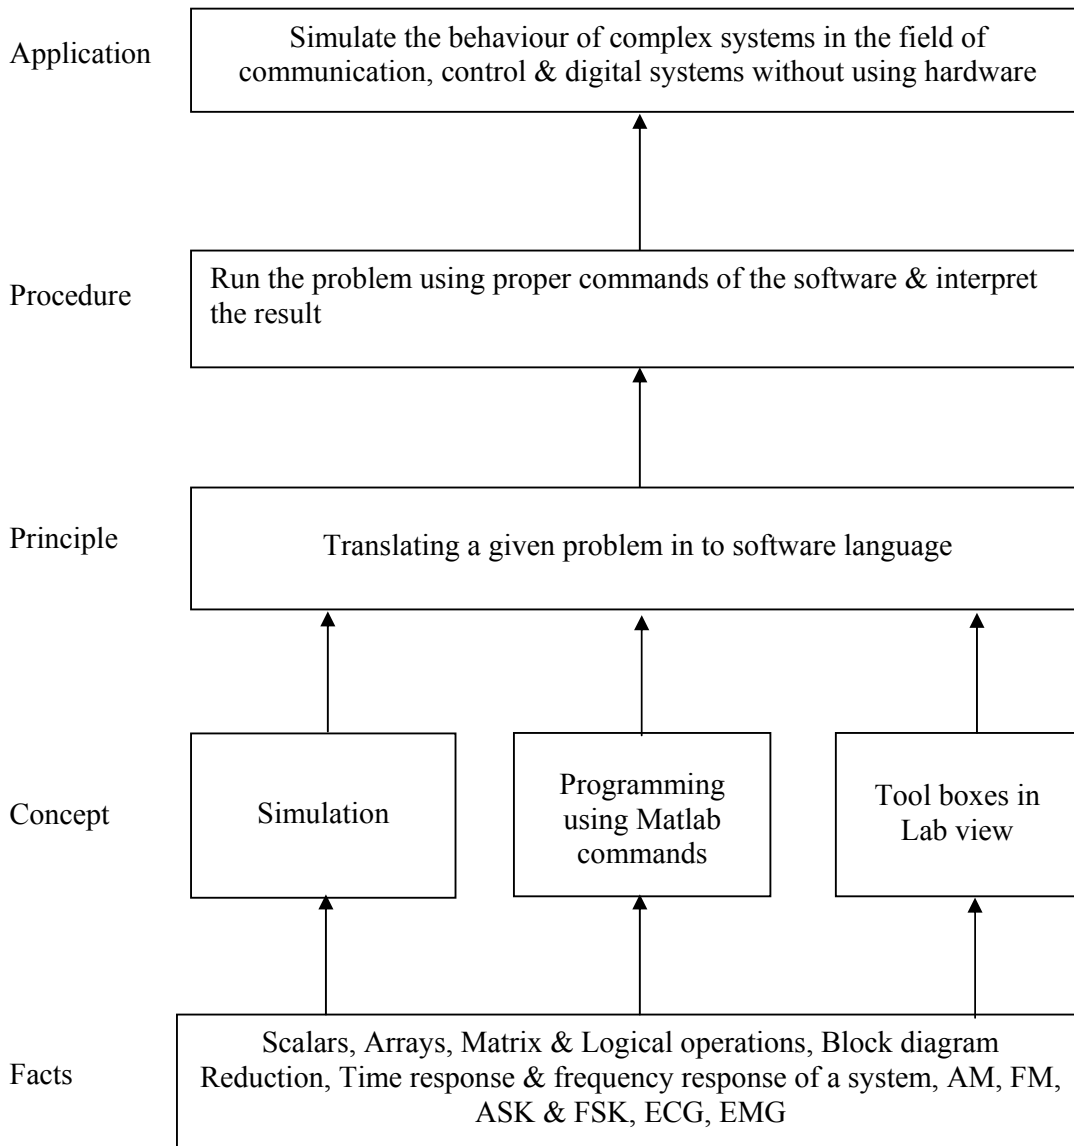 Application
Simulate the behaviour of complex systems in the field of
communication, control & digital systems without using hardware
Procedure
Run the problem using proper commands of the software & interpret
the result
Principle
Translating a given problem in to software language
Concept
Simulation
Programming
using Matlab
commands
Tool boxes in
Lab view
Facts
Scalars, Arrays, Matrix & Logical operations, Block diagram
Reduction, Time response & frequency response of a system, AM, FM,
ASK & FSK, ECG, EMG